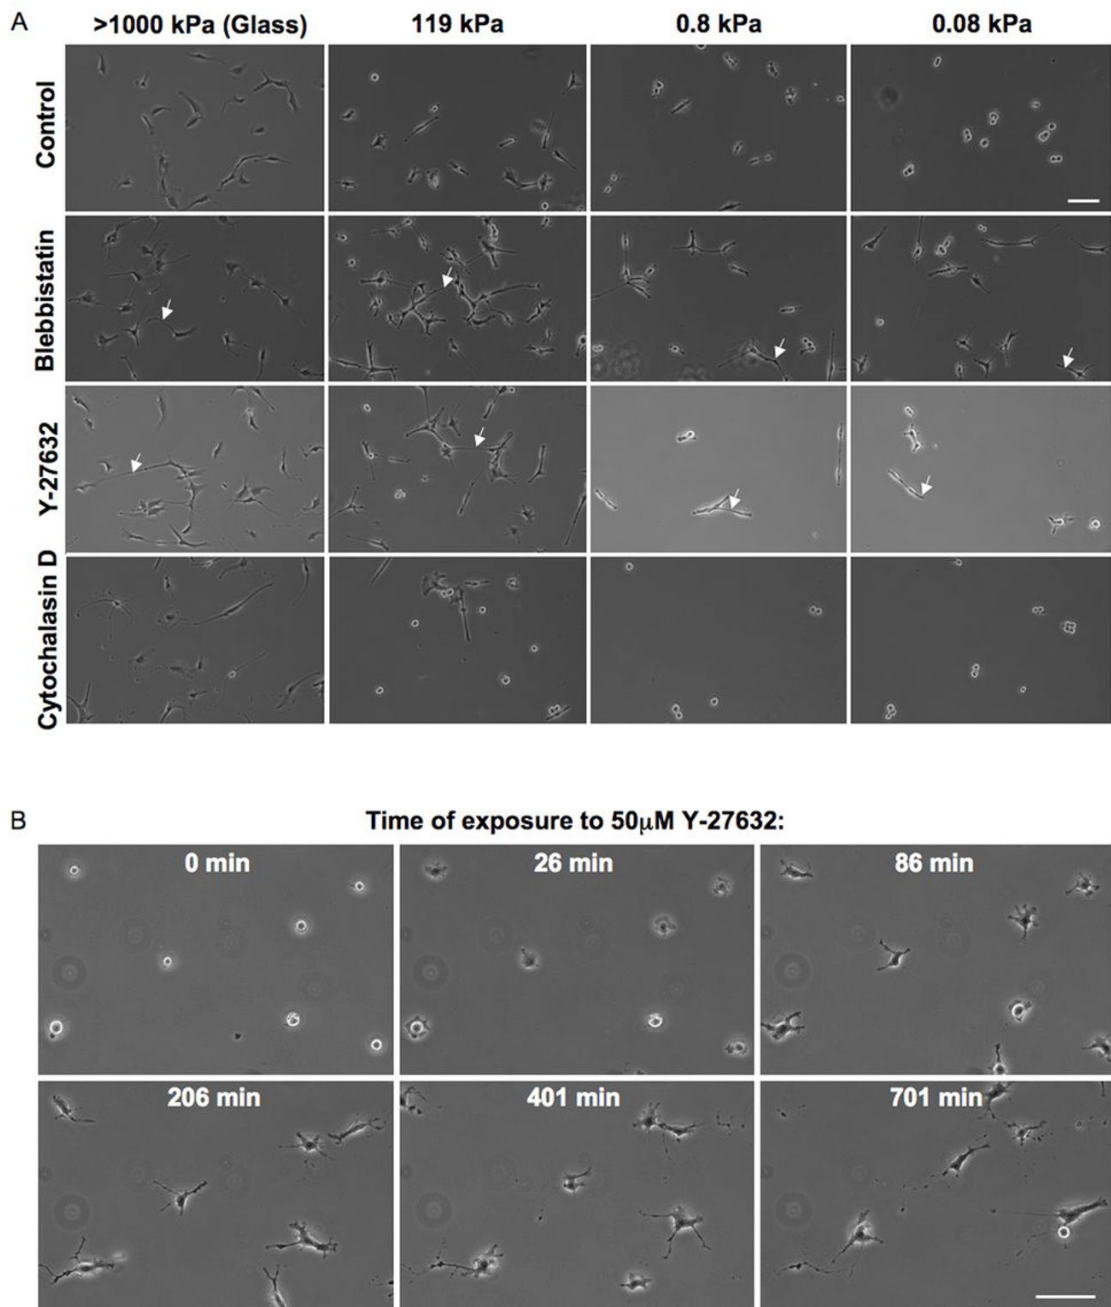 A
>1000 kPa (Glass) 119 kPa 0.8 kPa 0.08 kPa
Control
Blebbistatin
Y-27632
Cytochalasin D
B
Time of exposure to 50μM Y-27632:
0 min 26 min 86 min
206 min 401 min 701 min